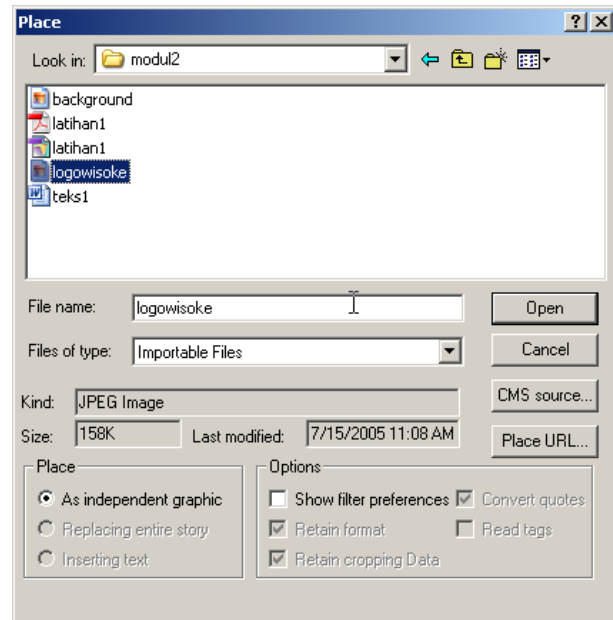 Place
Look in: modul2
background
latihan1
latihan1
logowisoke
teks1
File name: logowisoke Open
Files of type: Importable Files Cancel
Kind: JPEG Image CMS source...
Size: 158K Last modified: 7/15/2005 11:08 AM Place URL...
Place Options
As independent graphic Show filter preferences Convert quotes
Replacing entire story Retain format Read tags
Inserting text Retain cropping Data